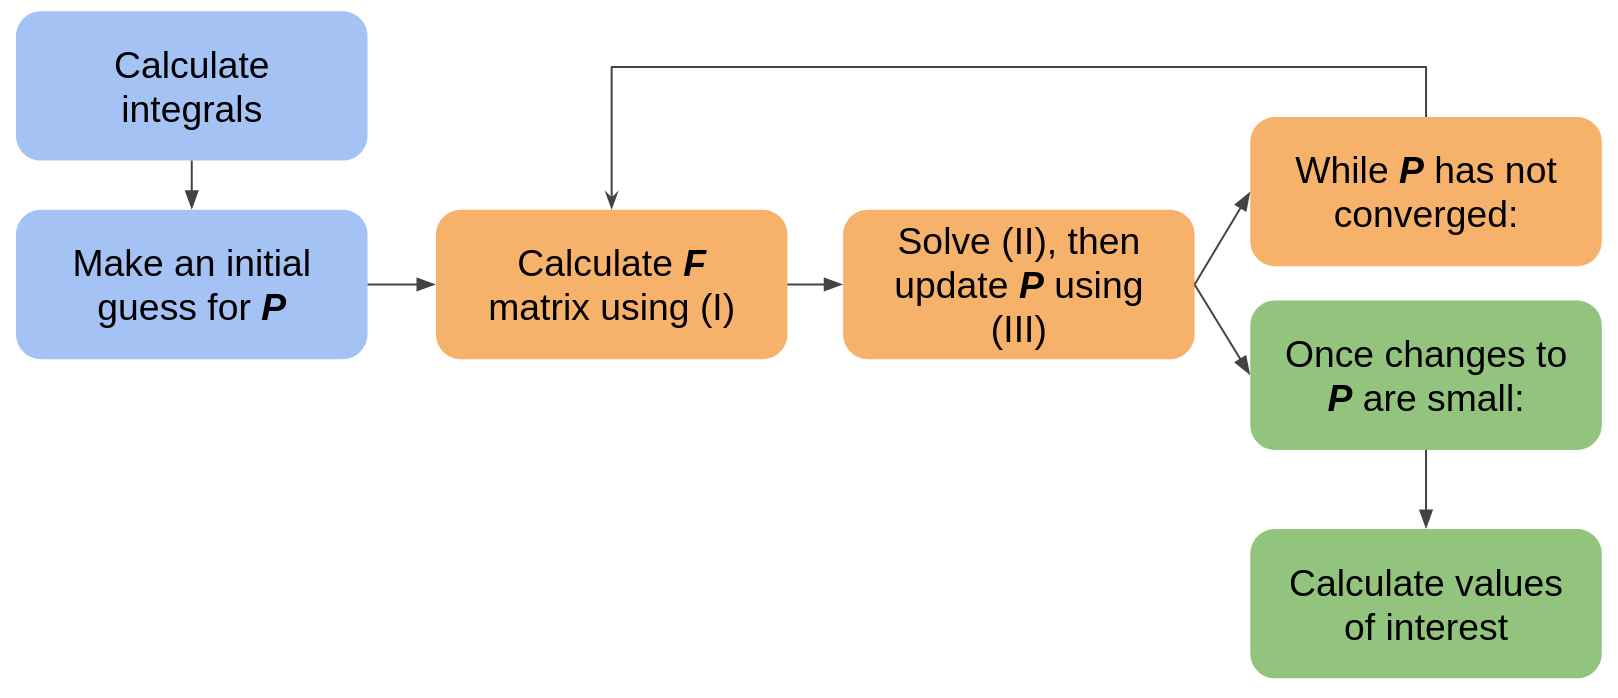 Calculate
integrals
Make an initial
guess for P
Calculate F
matrix using (I)
Solve (II), then
update P using
(III)
While P has not
converged:
Once changes to
P are small:
Calculate values
of interest